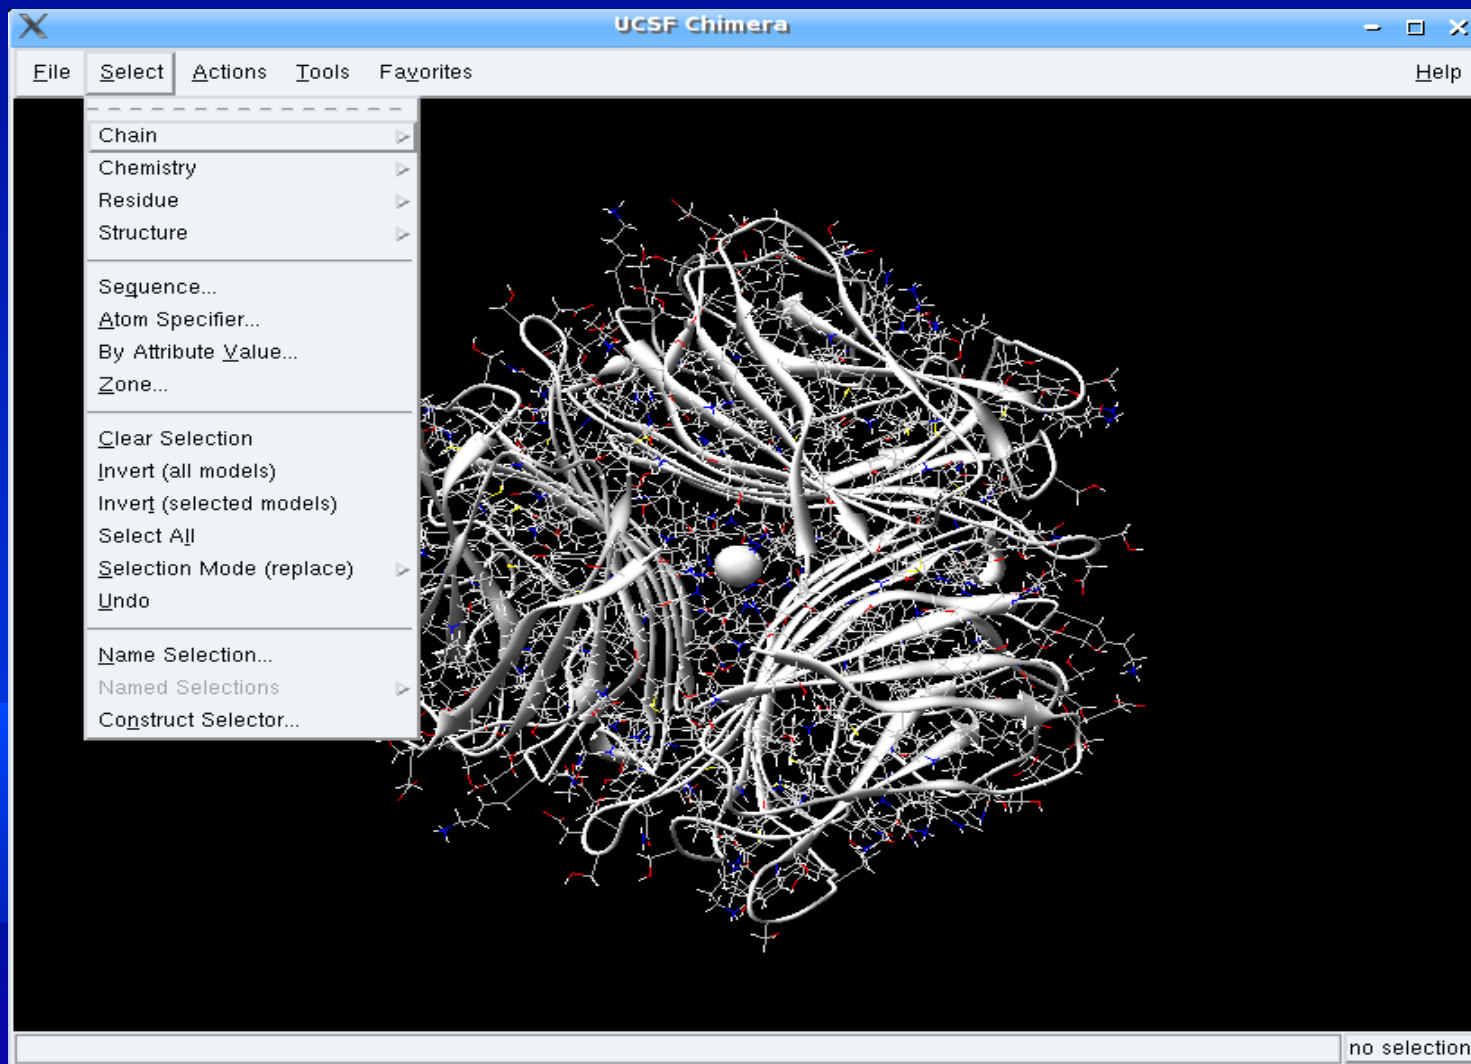 UCSF Chimera
File Select Actions Tools Favorites Help
Chain
Chemistry
Residue
Structure
Sequence...
Atom Specifier...
By Attribute Value...
Zone...
Clear Selection
Invert (all models)
Invert (selected models)
Select All
Selection Mode (replace)
Undo
Name Selection...
Named Selections
Construct Selector...
no selection